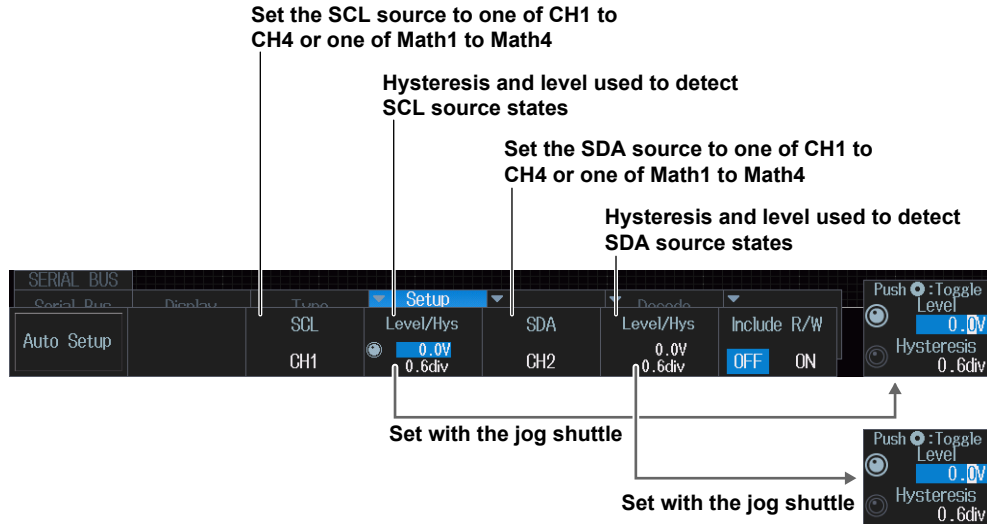 Set the SCL source to one of CH1 to
CH4 or one of Math1 to Math4
Hysteresis and level used to detect
SCL source states
Set the SDA source to one of CH1 to
CH4 or one of Math1 to Math4
Hysteresis and level used to detect
SDA source states
SERIAL BUS
Serial Bus Display Type Setup Decode
Auto Setup
SCL
CH1
Level/Hys
0.0V
0.6div
SDA
CH2
Level/Hys
0.0V
0.6div
Include R/W
OFF ON
Push :Toggle
Level
0.0V
Hysteresis
0.6div
Set with the jog shuttle
Push :Toggle
Level
0.0V
Hysteresis
0.6div
Set with the jog shuttle